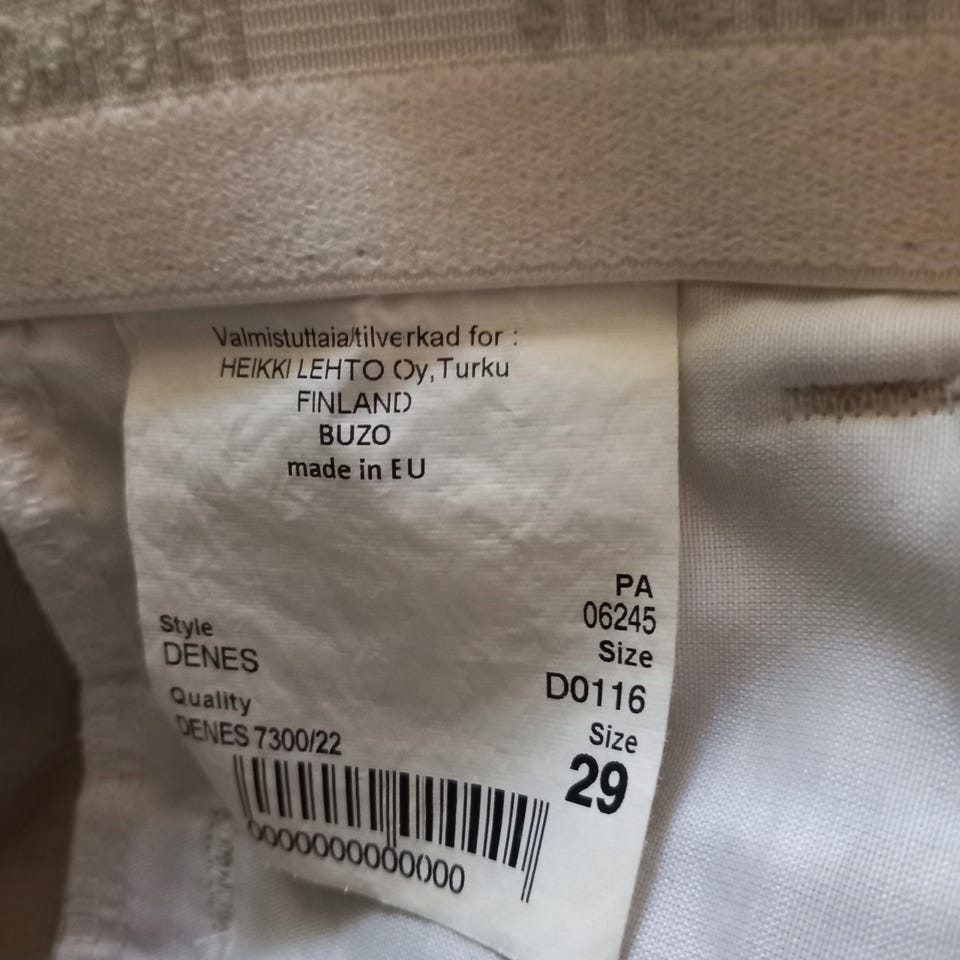 Valmistuttaia/tilverkad for :
HEIKKI LEHTO Oy,Turku
FINLAND
BUZO
made in EU
PA
06245
Size
D0116
Size
29
Style
DENES
Quality
DENES 7300/22
0000000000000